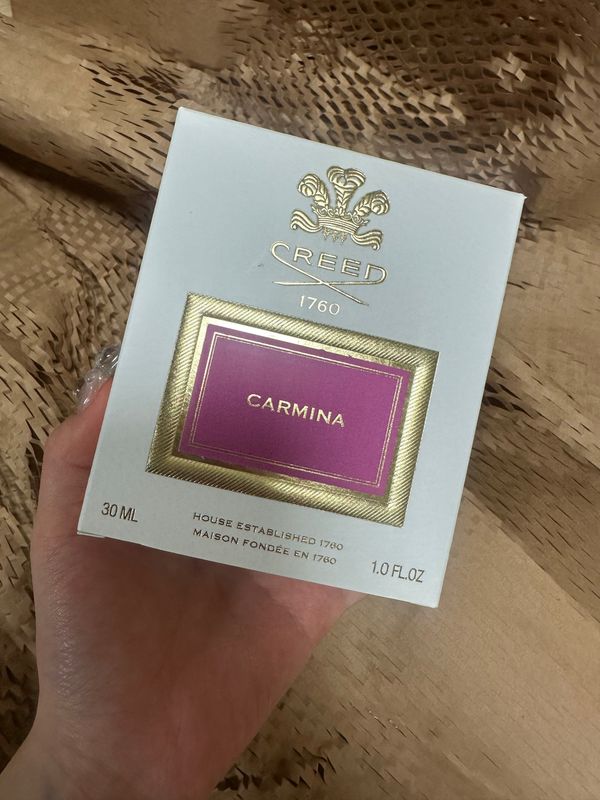 CREED
1760
CARMINA
30 ML
HOUSE ESTABLISHED 1760
MAISON FONDÉE EN 1760
1.0 FL.OZ